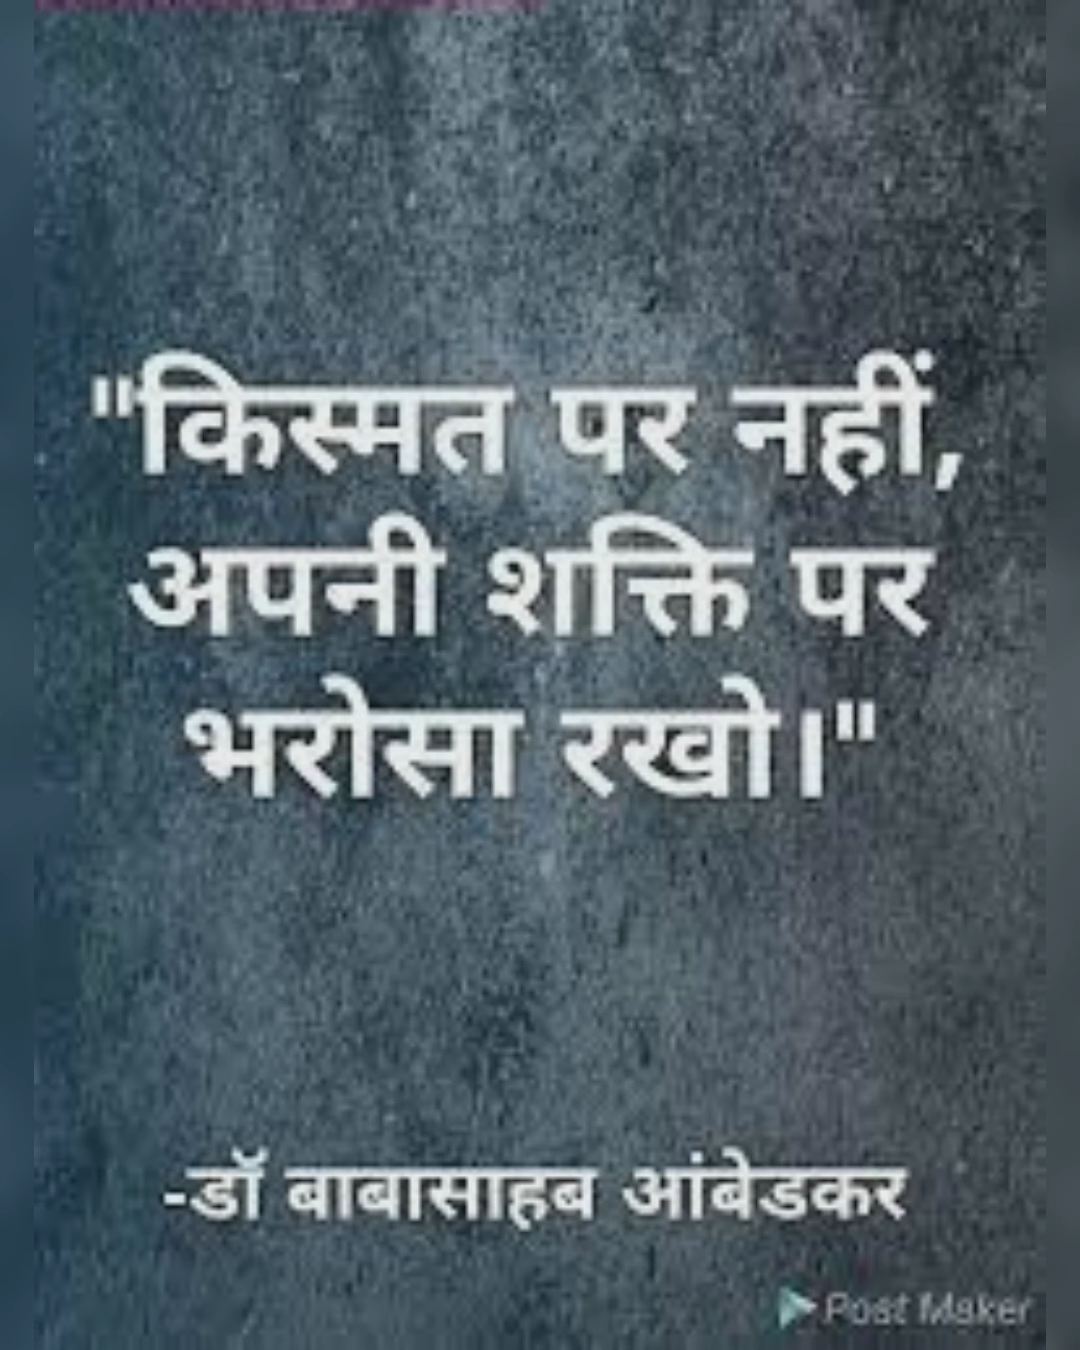 "किस्मत पर नहीं,
अपनी शक्ति पर
भरोसा रखो।"
-डॉ बाबासाहब आंबेडकर
Post Maker